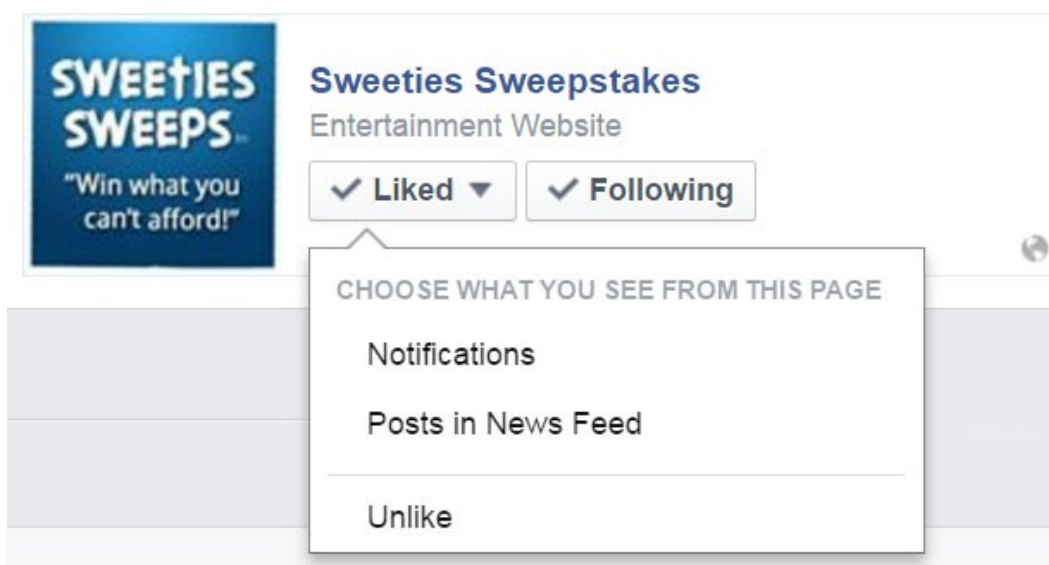 SWEETIES
SWEEPS
"Win what you
can't afford!"
Sweeties Sweepstakes
Entertainment Website
Liked
Following
CHOOSE WHAT YOU SEE FROM THIS PAGE
Notifications
Posts in News Feed
Unlike